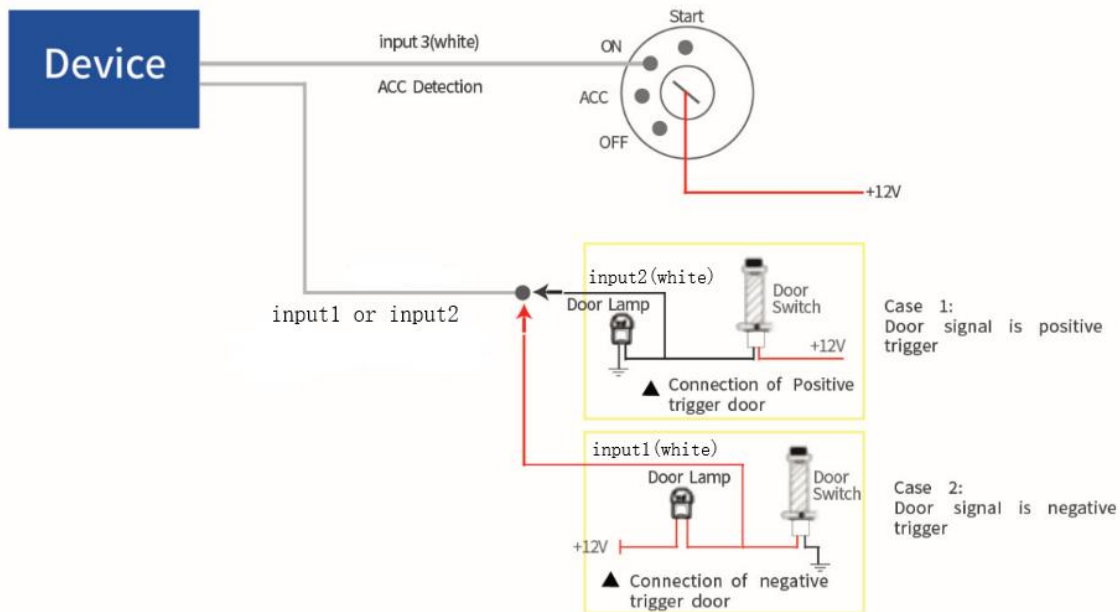 Start
ON
input 3(white)
Device
ACC Detection
ACC
OFF
+12V
input2(white)
Door Lamp
Door
Switch
input1 or input2
+12V
Case 1:
Door signal is positive
trigger
▲ Connection of Positive
trigger door
input1(white)
Door Lamp
Door
Switch
Case 2:
Door signal is negative
trigger
+12V
▲ Connection of negative
trigger door